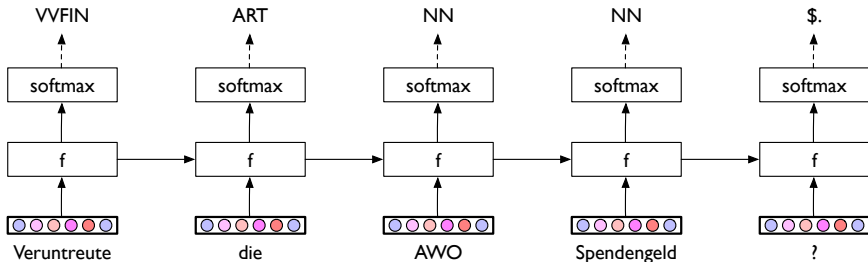 VVFIN ART NN NN $.
softmax softmax softmax softmax softmax
f f f f f
Veruntreute die AWO Spendengeld ?